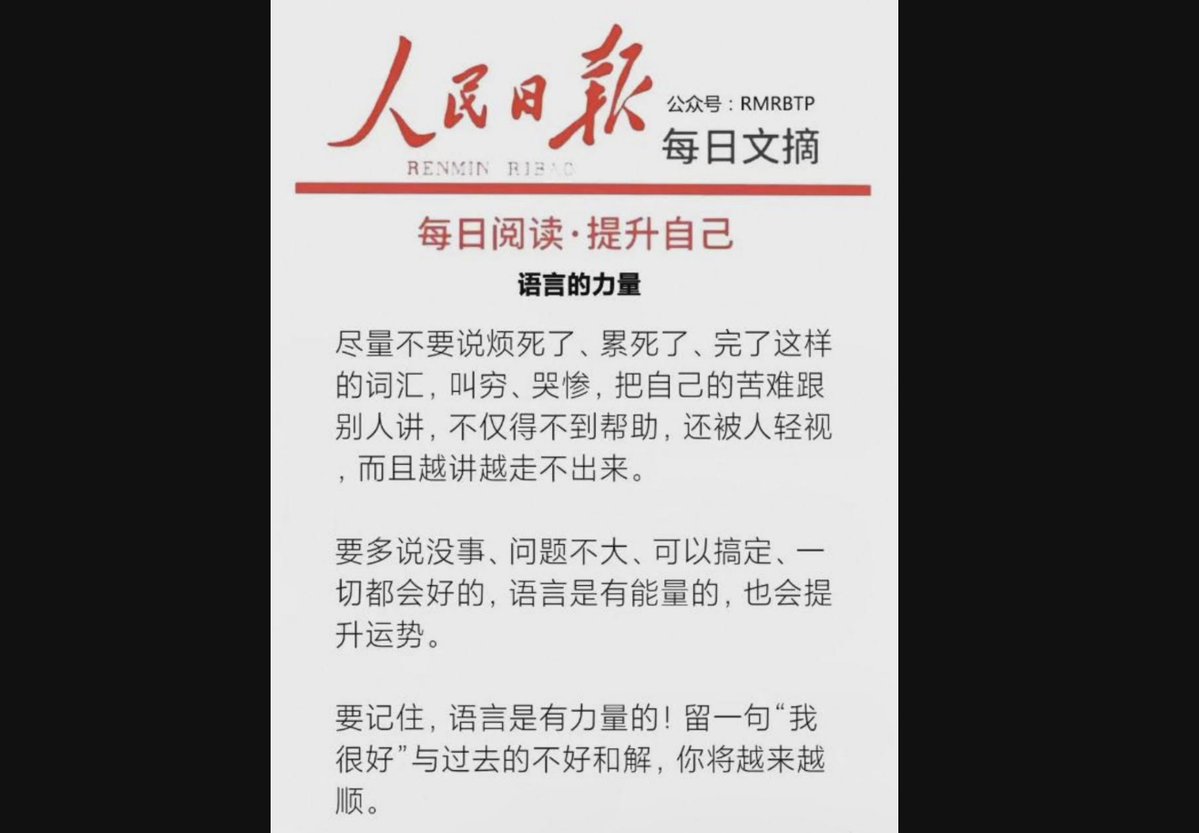 人民日報
公众号：RMRBTP
每日文摘
RENMIN RIBAO
每日阅读·提升自己
语言的力量
尽量不要说烦死了、累死了、完了这样
的词汇，叫穷、哭惨，把自己的苦难跟
别人讲，不仅得不到帮助，还被人轻视
，而且越讲越走不出来。
要多说没事、问题不大、可以搞定、一
切都会好的，语言是有能量的，也会提
升运势。
要记住，语言是有力量的！留一句“我
很好”与过去的不好和解，你将越来越
顺。